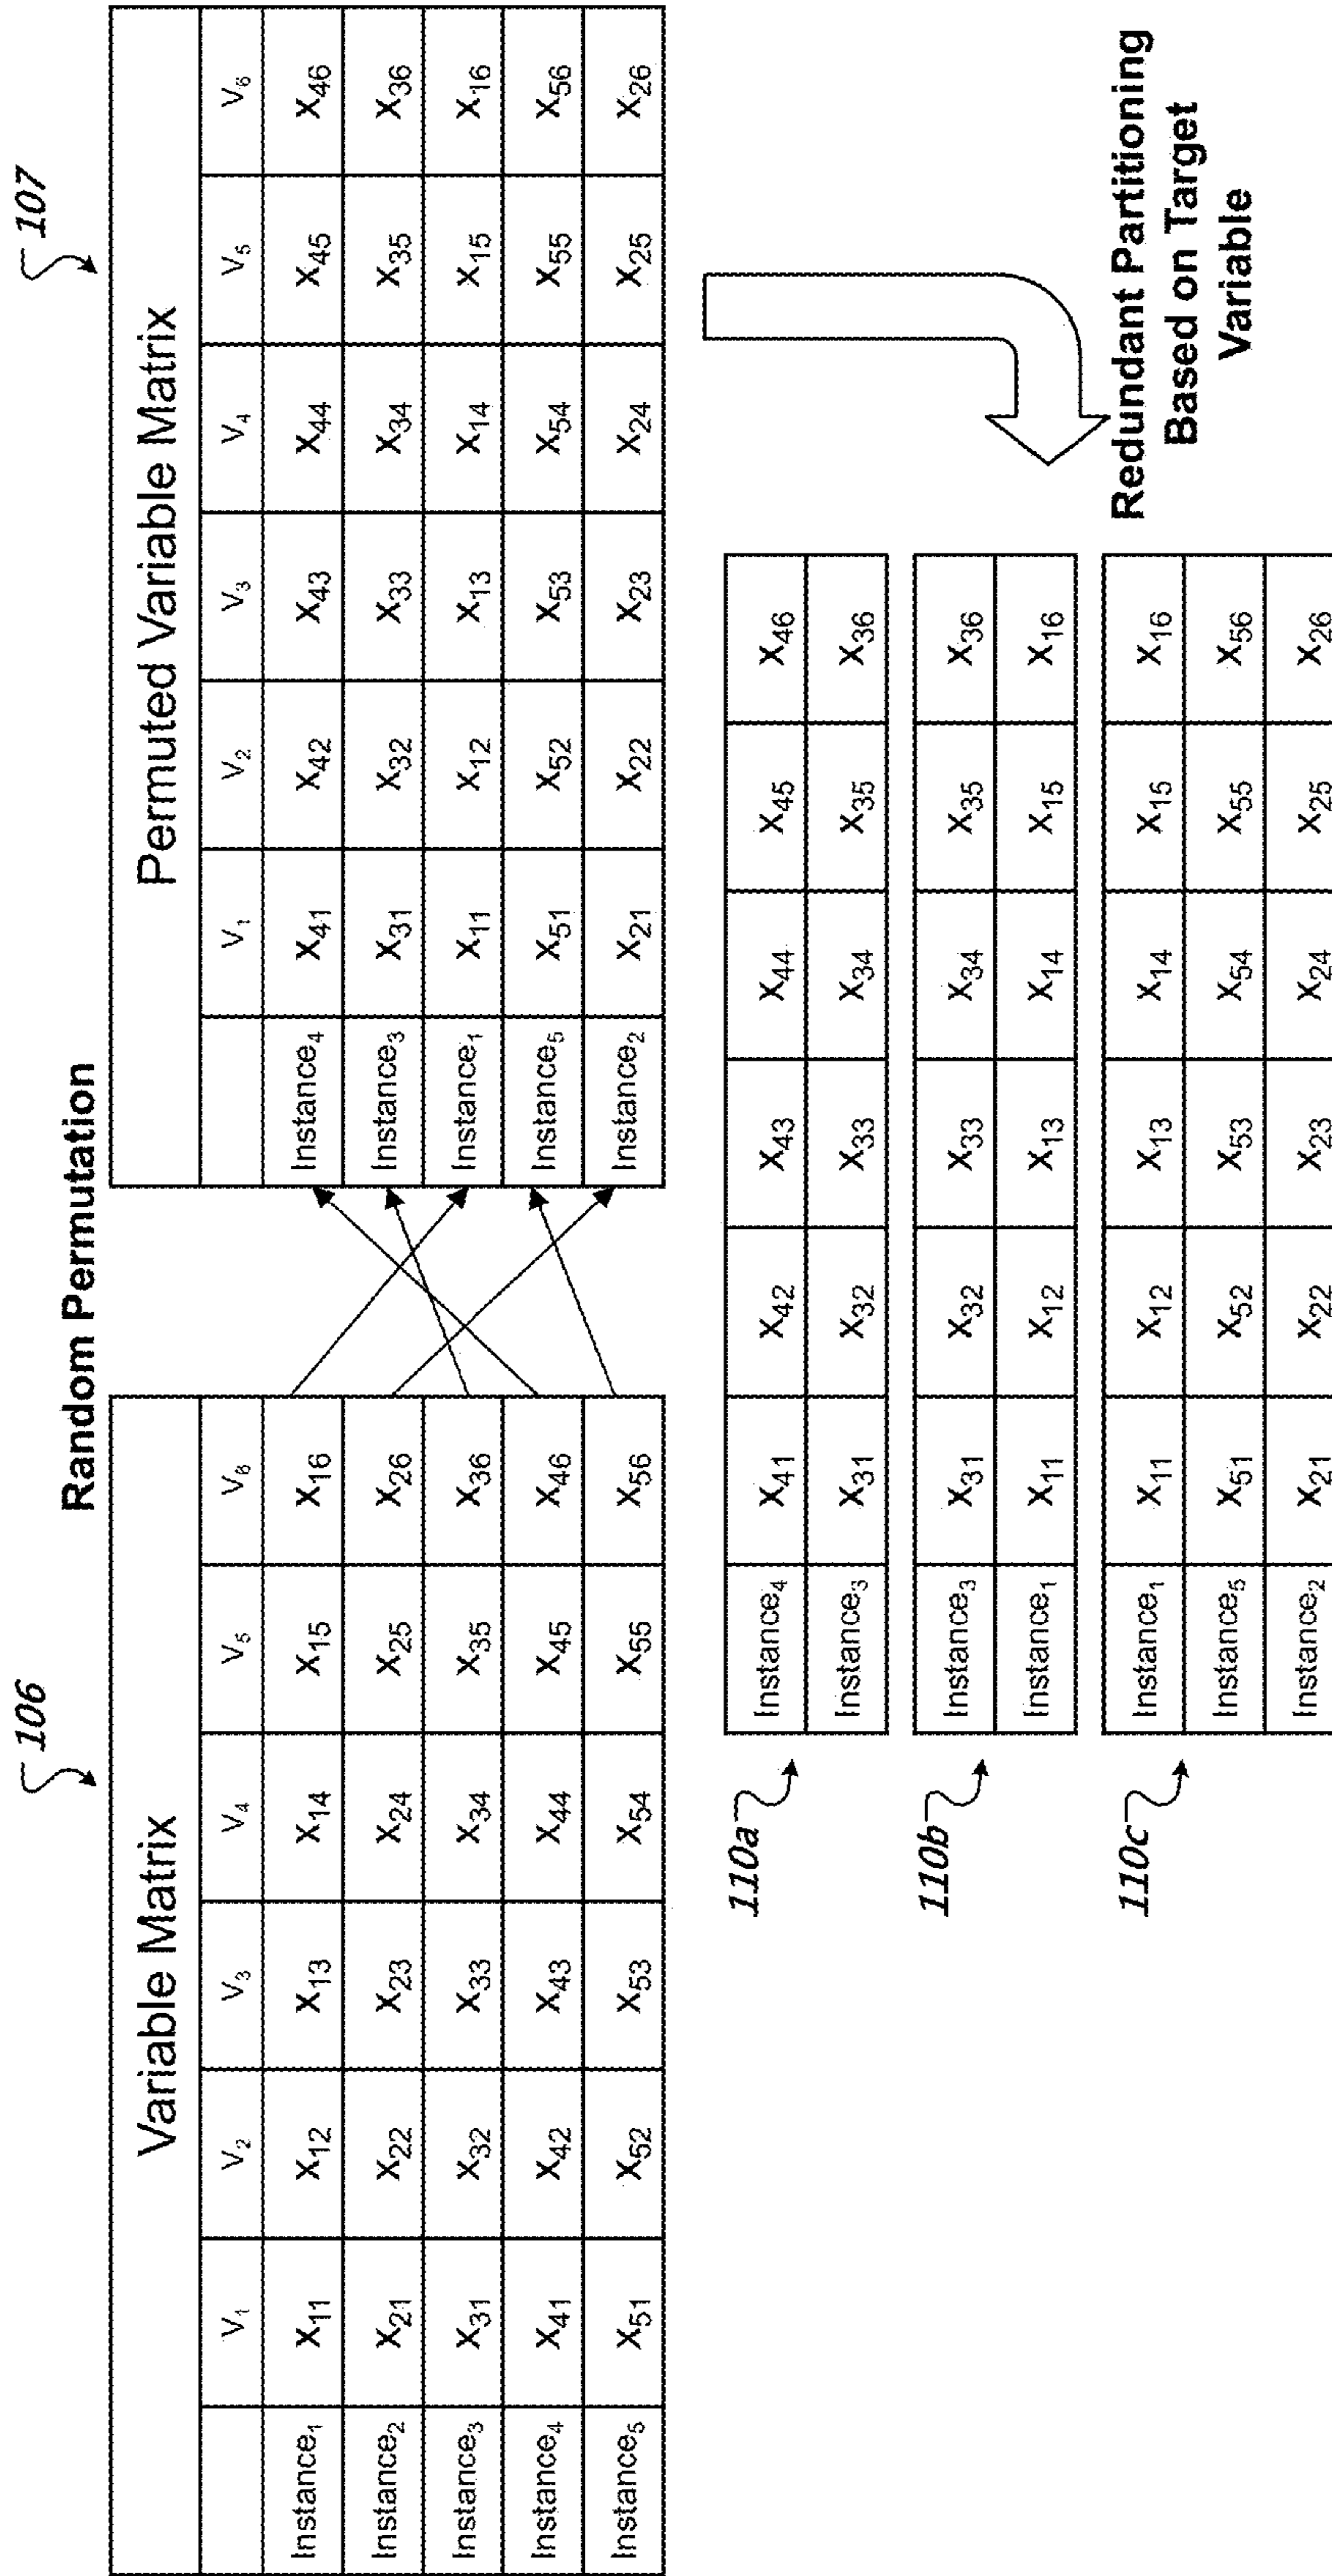 106
Random Permutation
107
Variable Matrix
V₁ V₂ V₃ V₄ V₅ V₆
Instance₁ X₁₁ X₁₂ X₁₃ X₁₄ X₁₅ X₁₆
Instance₂ X₂₁ X₂₂ X₂₃ X₂₄ X₂₅ X₂₆
Instance₃ X₃₁ X₃₂ X₃₃ X₃₄ X₃₅ X₃₆
Instance₄ X₄₁ X₄₂ X₄₃ X₄₄ X₄₅ X₄₆
Instance₅ X₅₁ X₅₂ X₅₃ X₅₄ X₅₅ X₅₆
Permuted Variable Matrix
V₁ V₂ V₃ V₄ V₅ V₆
Instance₄ X₄₁ X₄₂ X₄₃ X₄₄ X₄₅ X₄₆
Instance₃ X₃₁ X₃₂ X₃₃ X₃₄ X₃₅ X₃₆
Instance₁ X₁₁ X₁₂ X₁₃ X₁₄ X₁₅ X₁₆
Instance₅ X₅₁ X₅₂ X₅₃ X₅₄ X₅₅ X₅₆
Instance₂ X₂₁ X₂₂ X₂₃ X₂₄ X₂₅ X₂₆
110a
Instance₄ X₄₁ X₄₂ X₄₃ X₄₄ X₄₅ X₄₆
Instance₃ X₃₁ X₃₂ X₃₃ X₃₄ X₃₅ X₃₆
110b
Instance₃ X₃₁ X₃₂ X₃₃ X₃₄ X₃₅ X₃₆
Instance₁ X₁₁ X₁₂ X₁₃ X₁₄ X₁₅ X₁₆
110c
Instance₁ X₁₁ X₁₂ X₁₃ X₁₄ X₁₅ X₁₆
Instance₅ X₅₁ X₅₂ X₅₃ X₅₄ X₅₅ X₅₆
Instance₂ X₂₁ X₂₂ X₂₃ X₂₄ X₂₅ X₂₆
Redundant Partitioning
Based on Target
Variable